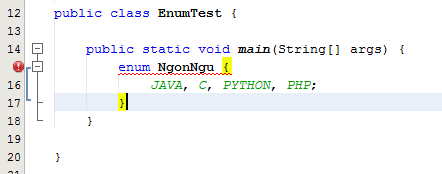 12 public class EnumTest {
13
14 public static void main(String[] args) {
enum NgonNgu {
16 JAVA, C, PYTHON, PHP;
17 }
18 }
19
20 }